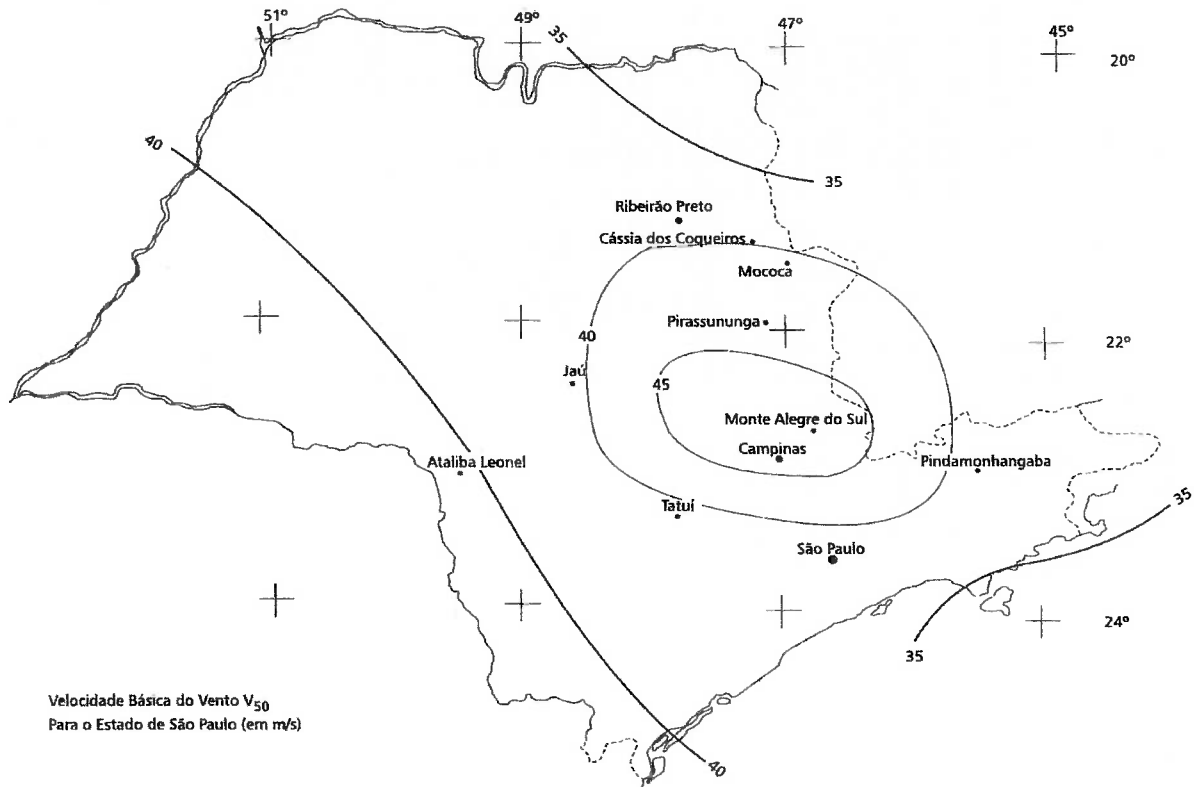 51º
49º
47º
45º
20º
35
40
35
Ribeirão Preto
Cássia dos Coqueiros
Mococa
Pirassununga
40
22º
Jaú
45
Monte Alegre do Sul
Campinas
Ataliba Leonel
Pindamonhangaba
Tatuí
35
São Paulo
24º
35
Velocidade Básica do Vento V50
Para o Estado de São Paulo (em m/s)
40